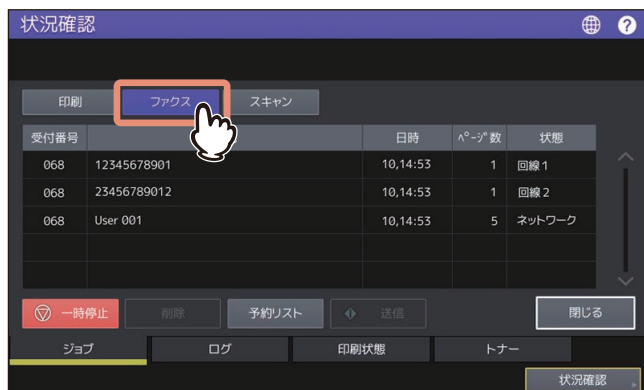 状況確認
印刷 ファクス スキャン
受付番号 日時 ページ数 状態
068 12345678901 10,14:53 1 回線1
068 23456789012 10,14:53 1 回線2
068 User 001 10,14:53 5 ネットワーク
一時停止 削除 予約リスト 送信 閉じる
ジョブ ログ 印刷状態 トナー
状況確認